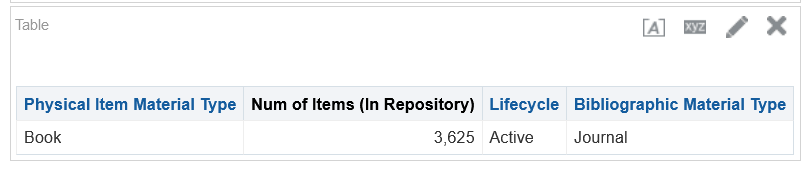 Table
[A] xyz
Physical Item Material Type Num of Items (In Repository) Lifecycle Bibliographic Material Type
Book 3,625 Active Journal